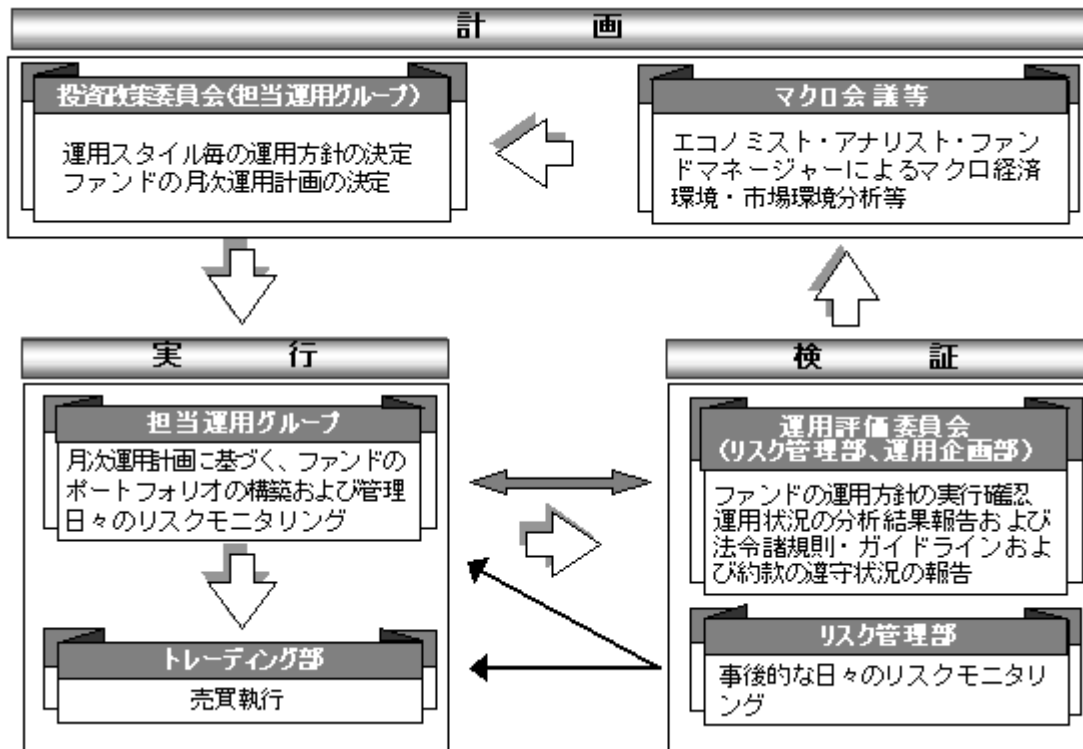 計 画
投資政策委員会(担当運用グループ)
運用スタイル毎の運用方針の決定
ファンドの月次運用計画の決定
マクロ会議等
エコノミスト・アナリスト・ファン
ドマネージャーによるマクロ経済
環境・市場環境分析等
実 行
担当運用グループ
月次運用計画に基づく、ファンドの
ポートフォリオの構築および管理
日々のリスクモニタリング
トレーディング部
売買執行
検 証
運用評価委員会
(リスク管理部、運用企画部)
ファンドの運用方針の実行確認
運用状況の分析結果報告および
法令諸規則・ガイドラインおよ
び約款の遵守状況の報告
リスク管理部
事後的な日々のリスクモニタリ
ング